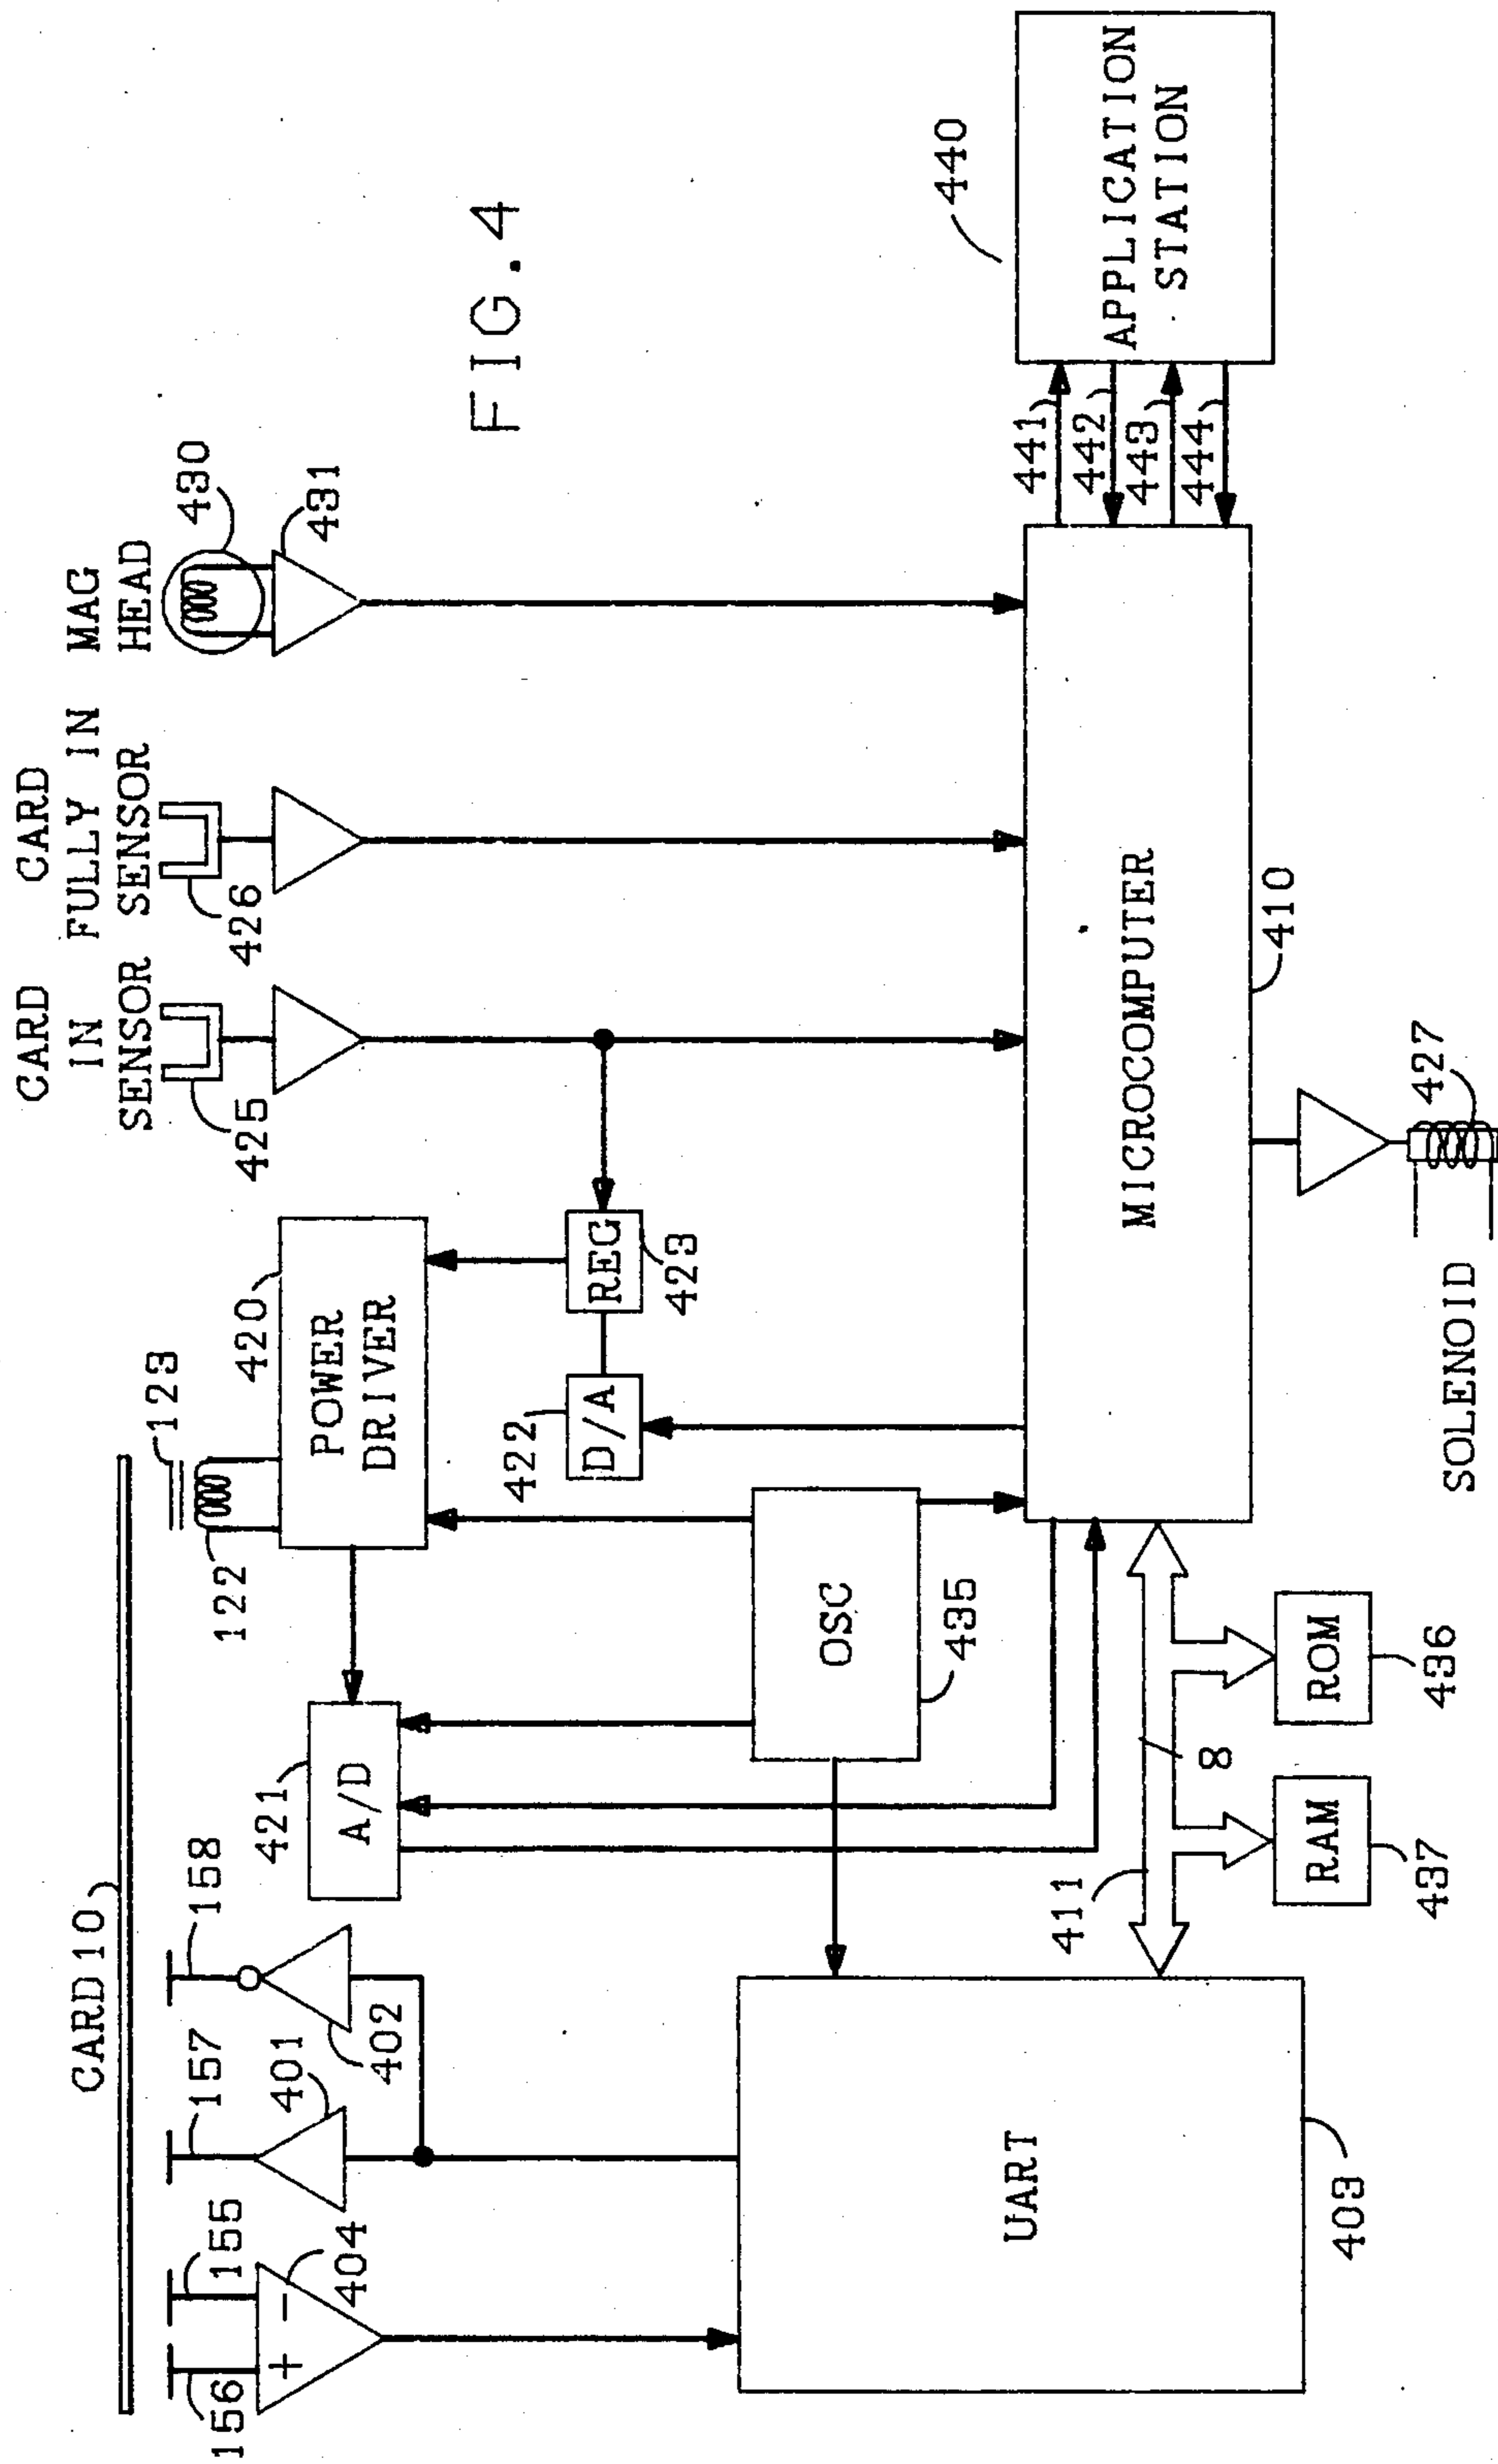 CARD 10
156
155
404
157
401
158
402
421
A/D
122
123
420
POWER
DRIVER
422
D/A
REG
423
CARD
IN
SENSOR
425
CARD
FULLY IN
SENSOR
426
MAG
HEAD
430
431
FIG.4
UART
403
OSC
435
411
8
RAM
437
ROM
436
MICROCOMPUTER
410
SOLENOID
427
441
442
443
444
440
APPLICATION
STATION